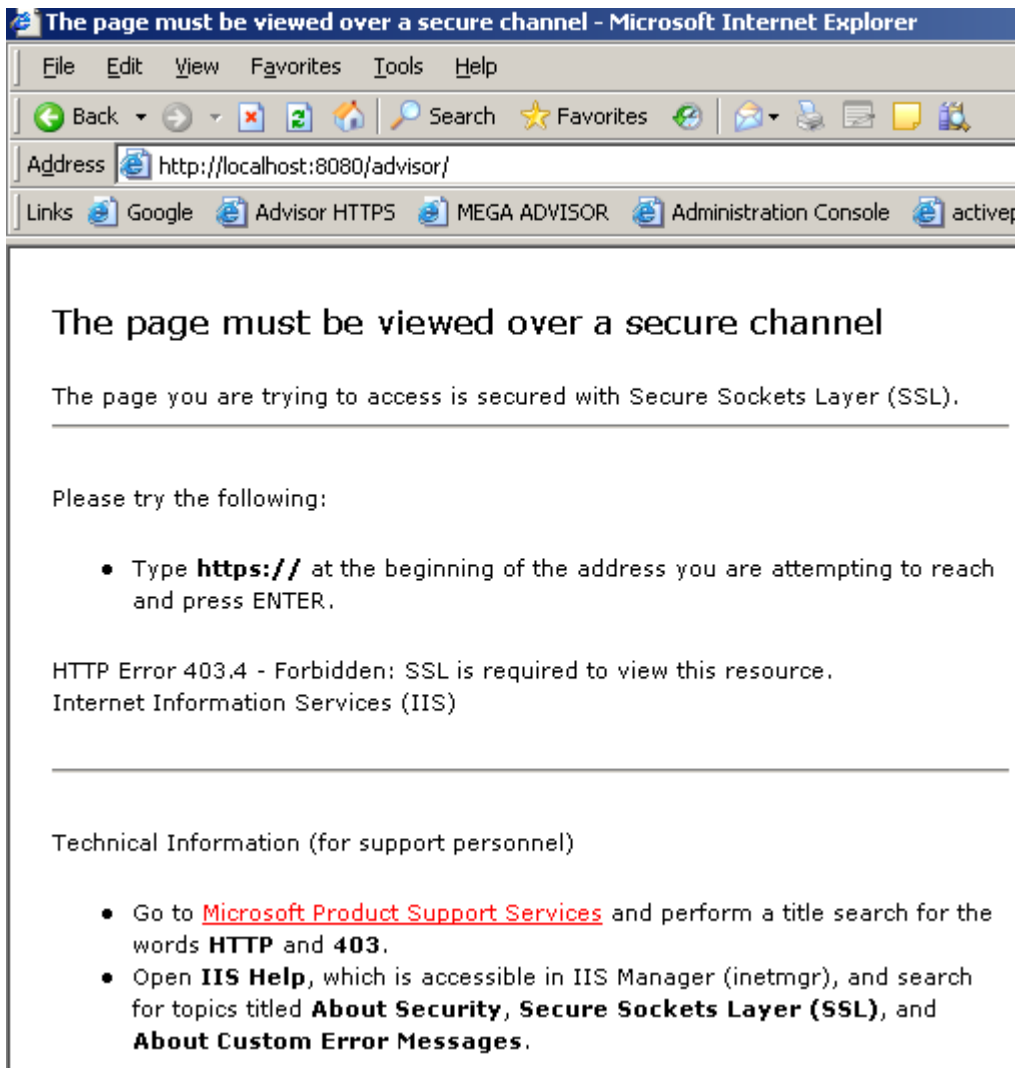 The page must be viewed over a secure channel - Microsoft Internet Explorer
File Edit View Favorites Tools Help
Back Search Favorites
Address http://localhost:8080/advisor/
Links Google Advisor HTTPS MEGA ADVISOR Administration Console activep
The page must be viewed over a secure channel
The page you are trying to access is secured with Secure Sockets Layer (SSL).
Please try the following:
● Type https:// at the beginning of the address you are attempting to reach
and press ENTER.
HTTP Error 403.4 - Forbidden: SSL is required to view this resource.
Internet Information Services (IIS)
Technical Information (for support personnel)
● Go to Microsoft Product Support Services and perform a title search for the
words HTTP and 403.
● Open IIS Help, which is accessible in IIS Manager (inetmgr), and search
for topics titled About Security, Secure Sockets Layer (SSL), and
About Custom Error Messages.